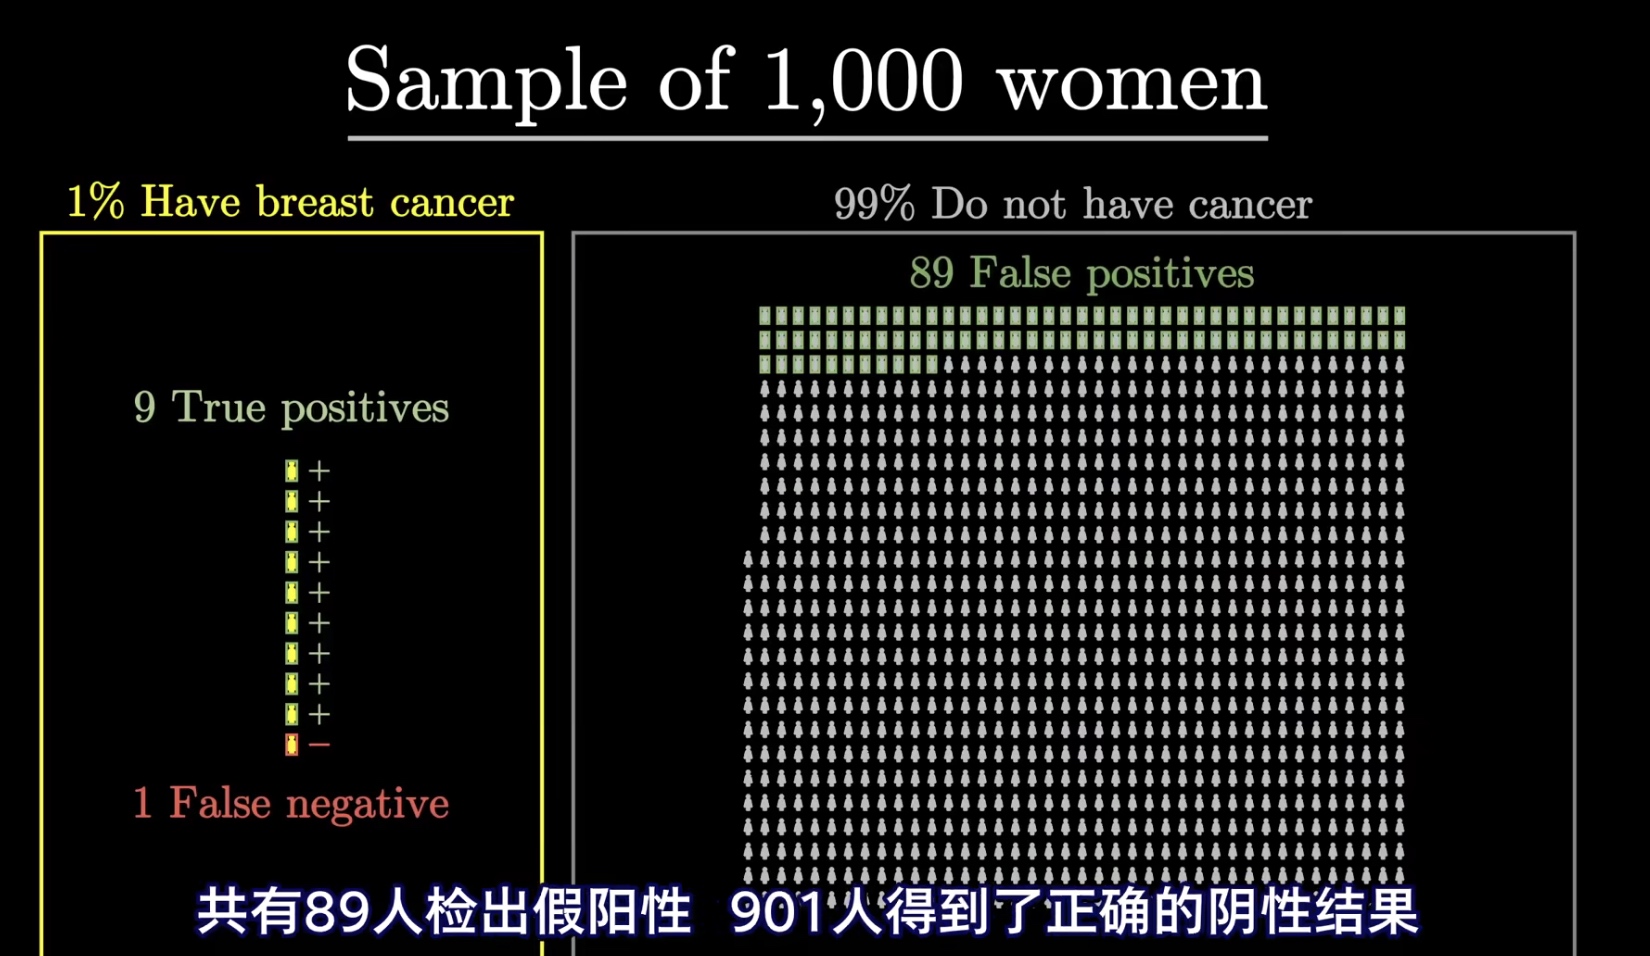 Sample of 1,000 women
1% Have breast cancer
99% Do not have cancer
89 False positives
9 True positives
+
+
+
+
+
+
+
+
+
−
1 False negative
共有89人检出假阳性 901人得到了正确的阴性结果